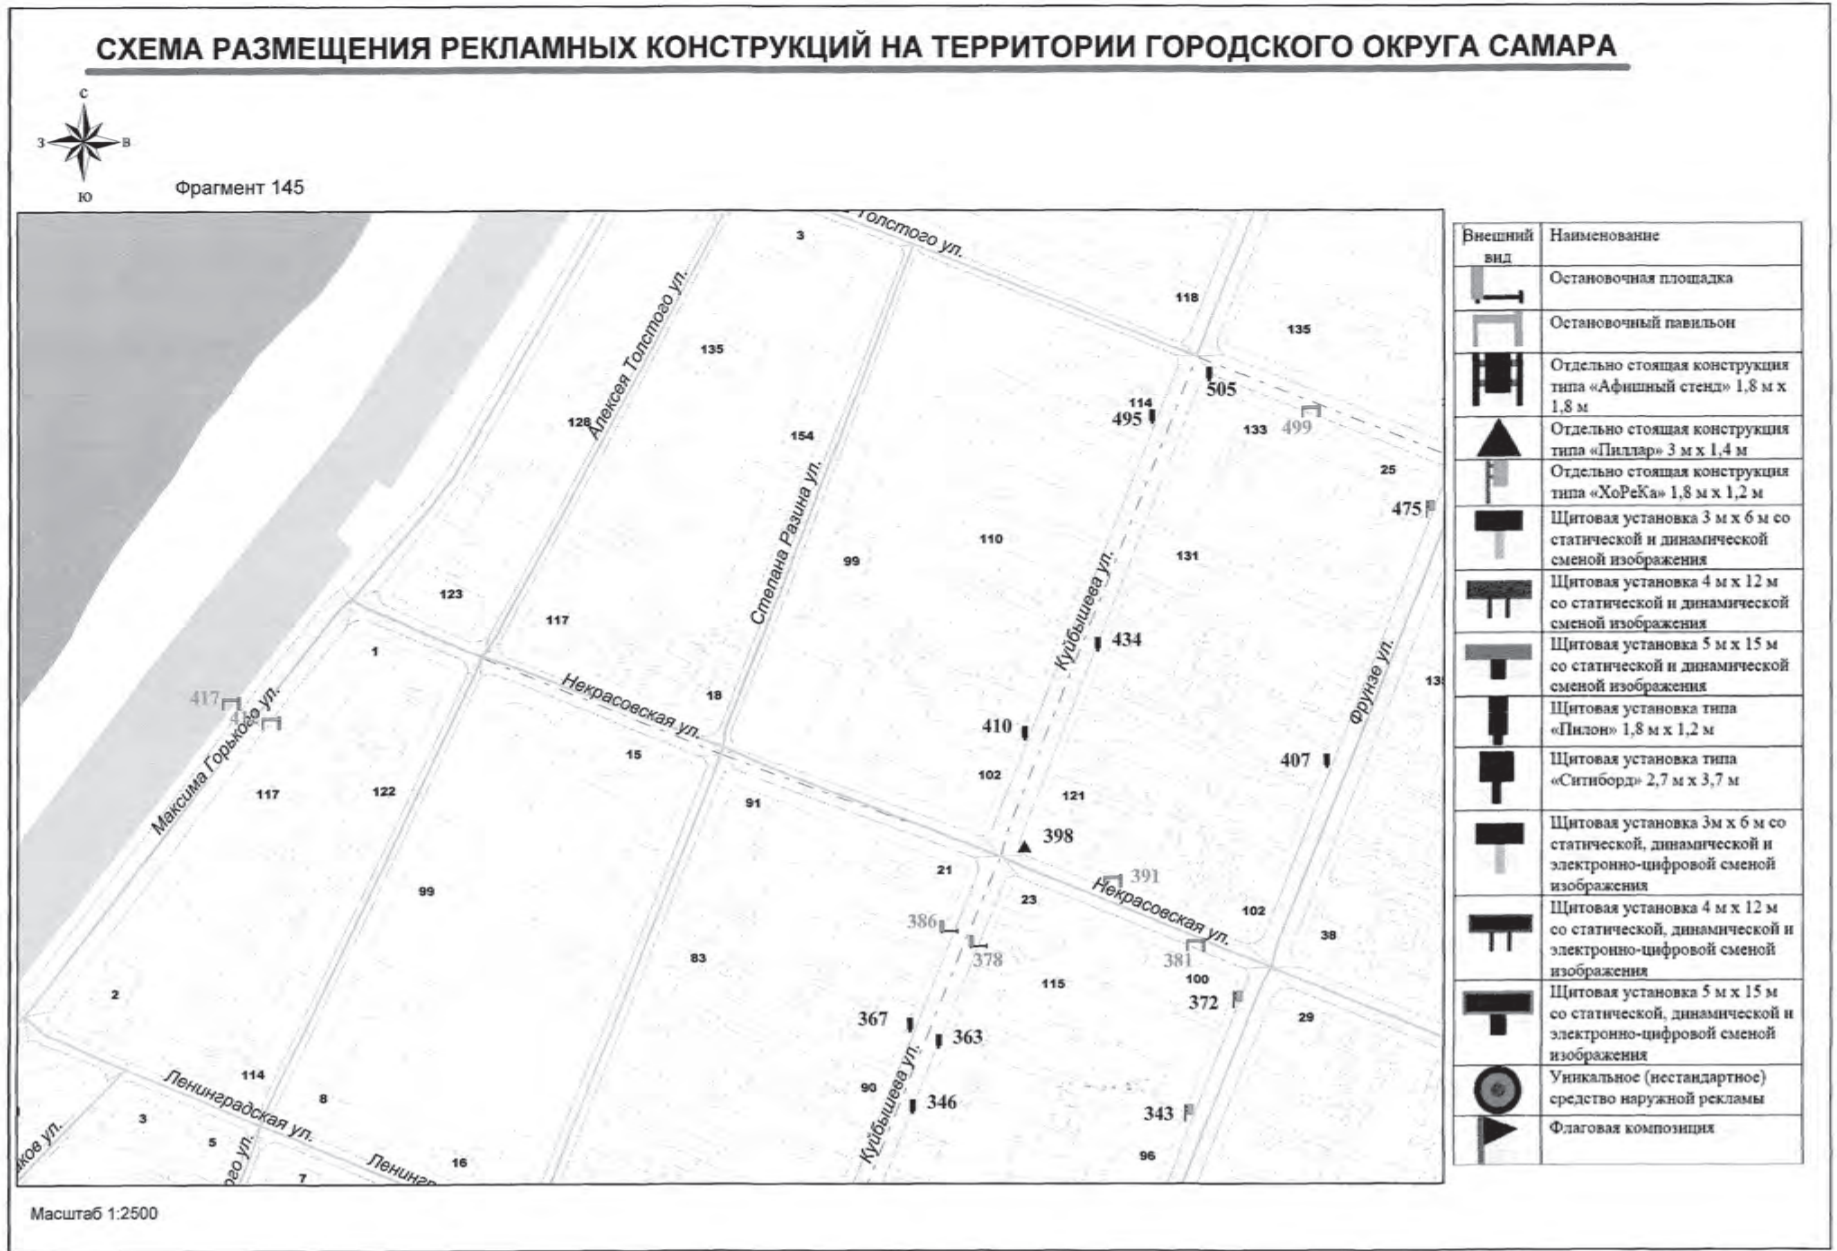 СХЕМА РАЗМЕЩЕНИЯ РЕКЛАМНЫХ КОНСТРУКЦИЙ НА ТЕРРИТОРИИ ГОРОДСКОГО ОКРУГА САМАРА
с
з
в
ю
Фрагмент 145
Толстого ул.
3
118
135
135
Алексея Толстого ул.
505
114
495
133
499
128
154
25
475
Степана Разина ул.
110
131
99
Куйбышева ул.
123
117
434
1
Некрасовская ул.
18
Фрунзе ул.
417
Максима Горького ул.
410
15
407
102
117
122
91
121
398
21
391
Некрасовская ул.
99
23
102
386
38
378
381
83
115
100
2
372
29
367
363
Куйбышева ул.
114
Ленинградская ул.
8
90
346
3
343
5
16
96
7
Внешний вид
Наименование
Остановочная площадка
Остановочный павильон
Отдельно стоящая конструкция
типа «Афишный стенд» 1,8 м х
1,8 м
Отдельно стоящая конструкция
типа «Пиллар» 3 м х 1,4 м
Отдельно стоящая конструкция
типа «ХоРеКа» 1,8 м х 1,2 м
Щитовая установка 3 м х 6 м со
статической и динамической
сменой изображения
Щитовая установка 4 м х 12 м
со статической и динамической
сменой изображения
Щитовая установка 5 м х 15 м
со статической и динамической
сменой изображения
Щитовая установка типа
«Пилон» 1,8 м х 1,2 м
Щитовая установка типа
«Ситиборд» 2,7 м х 3,7 м
Щитовая установка 3м х 6 м со
статической, динамической и
электронно-цифровой сменой
изображения
Щитовая установка 4 м х 12 м
со статической, динамической и
электронно-цифровой сменой
изображения
Щитовая установка 5 м х 15 м
со статической, динамической и
электронно-цифровой сменой
изображения
Уникальное (нестандартное)
средство наружной рекламы
Флаговая композиция
Масштаб 1:2500